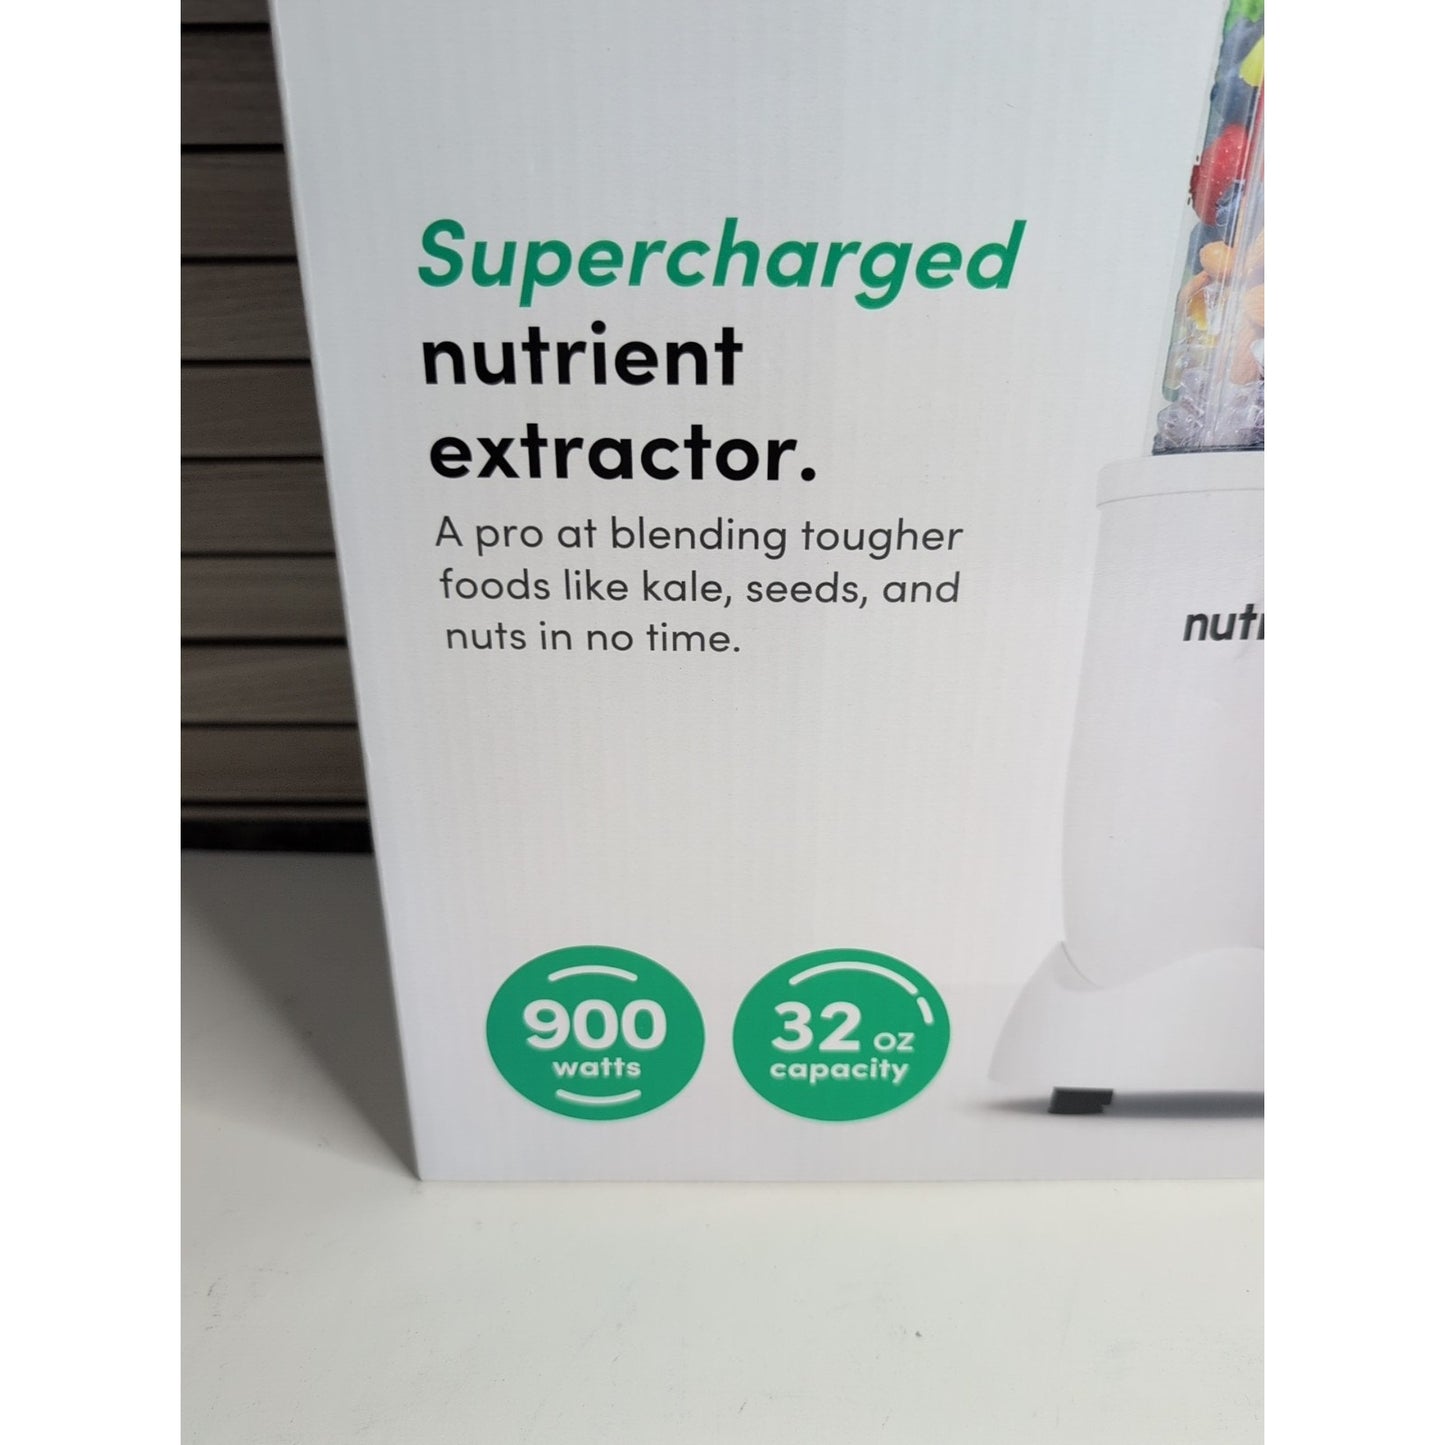 Supercharged
nutrient
extractor.
A pro at blending tougher
foods like kale, seeds, and
nuts in no time.
900
watts
32 oz
capacity